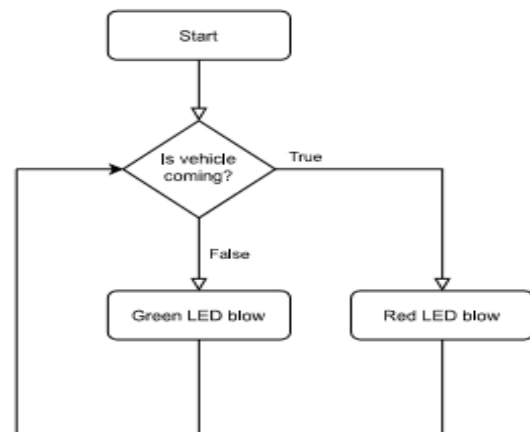 Start
Is vehicle
coming?
True
False
Green LED blow
Red LED blow